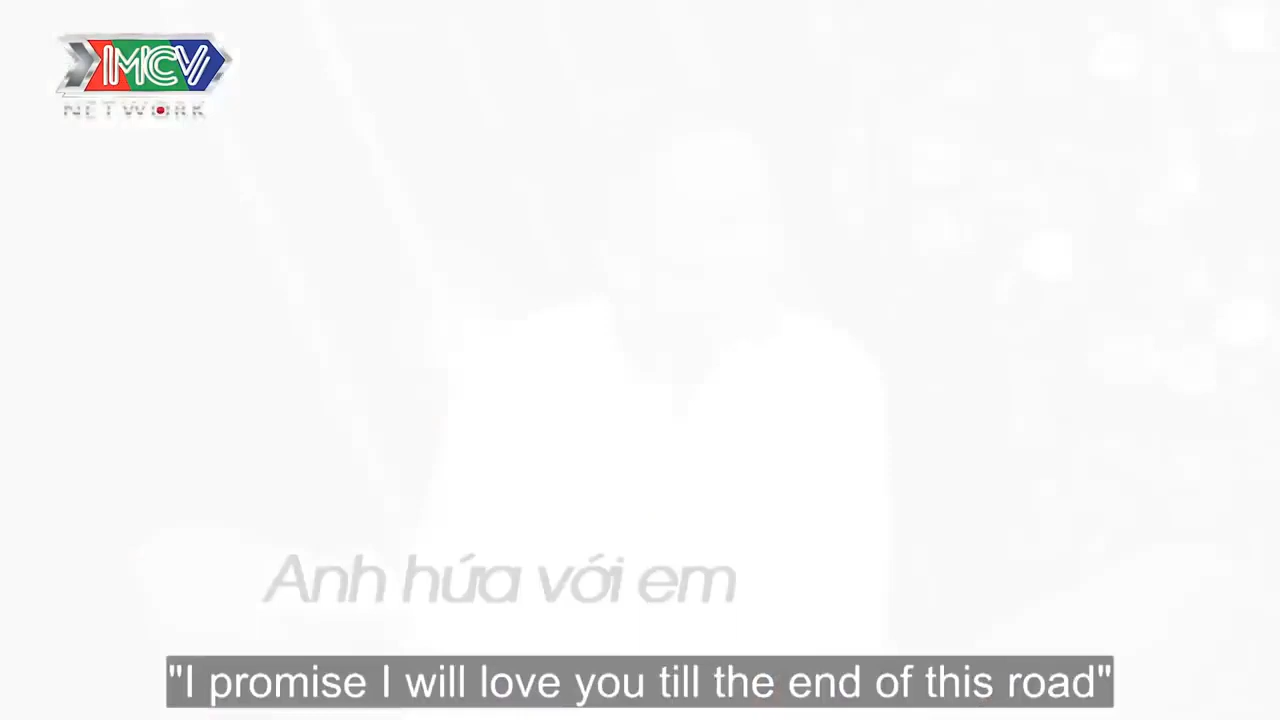 MCV
NETWORK
Anh hứa với em
"I promise I will love you till the end of this road"